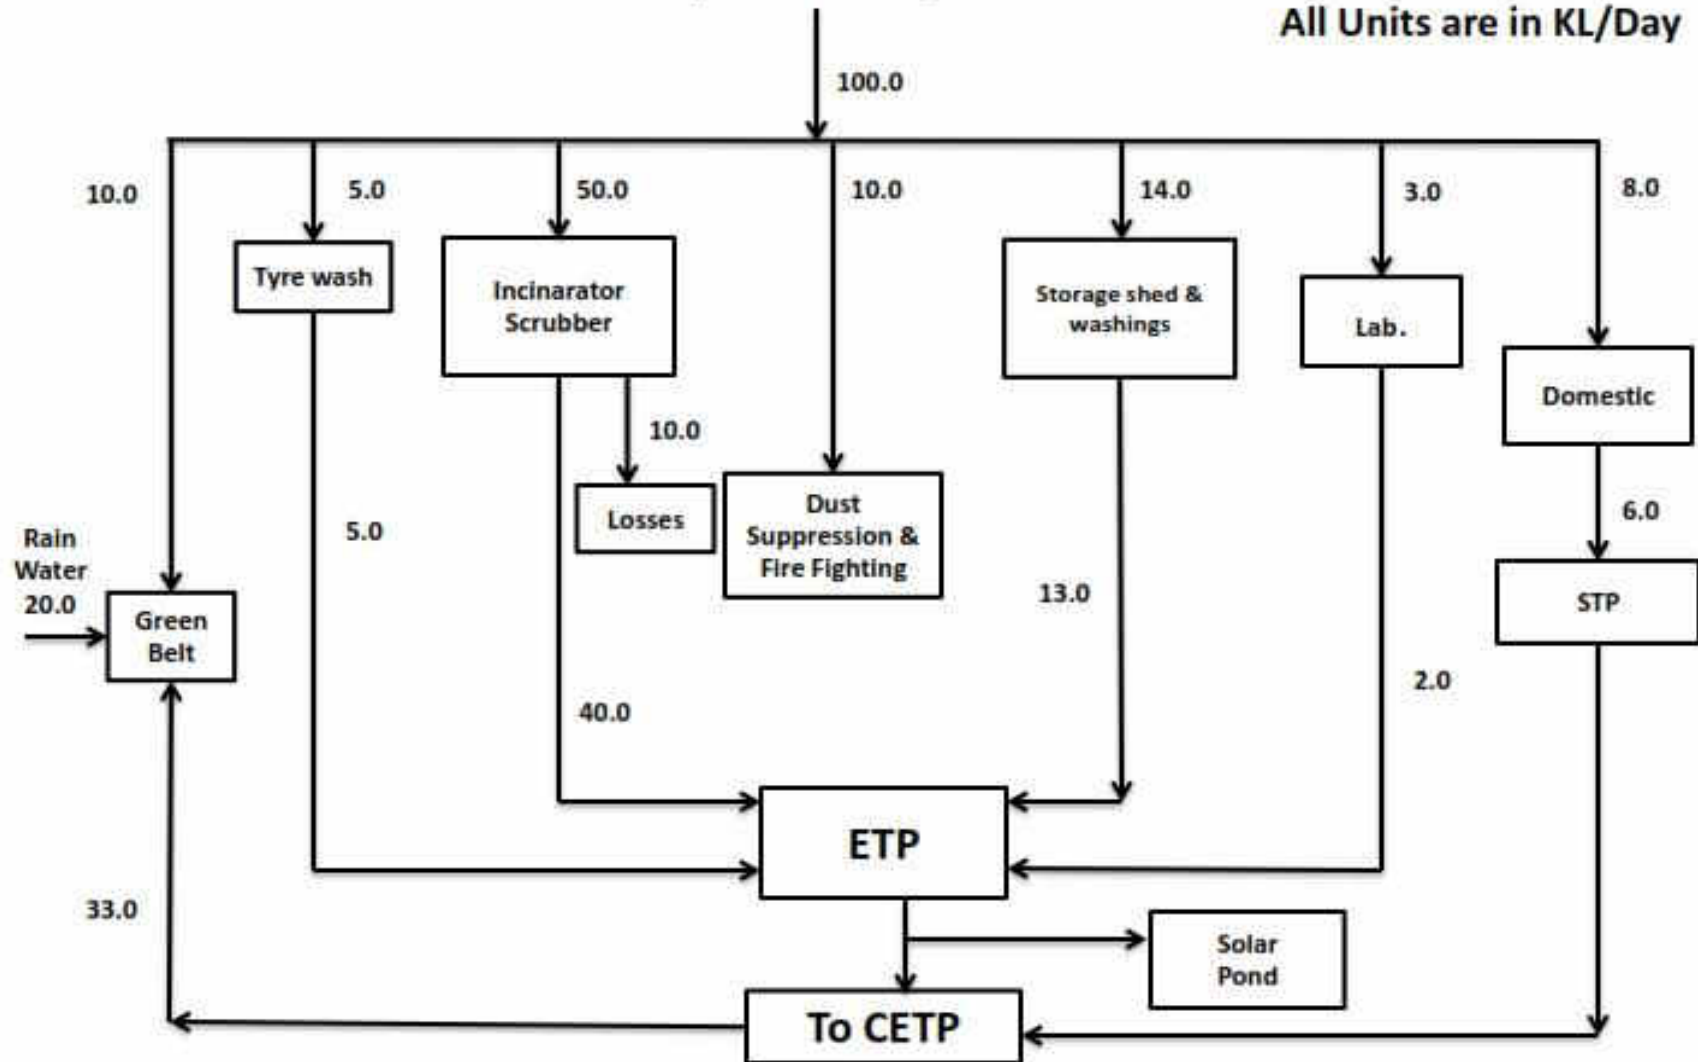 All Units are in KL/Day
100.0
10.0
5.0
50.0
10.0
14.0
3.0
8.0
Tyre wash
Incinarator
Scrubber
Storage shed &
washings
Lab.
Domestic
10.0
Losses
Dust
Suppression &
Fire Fighting
5.0
6.0
Rain
Water
20.0
Green
Belt
13.0
STP
40.0
2.0
ETP
33.0
Solar
Pond
To CETP